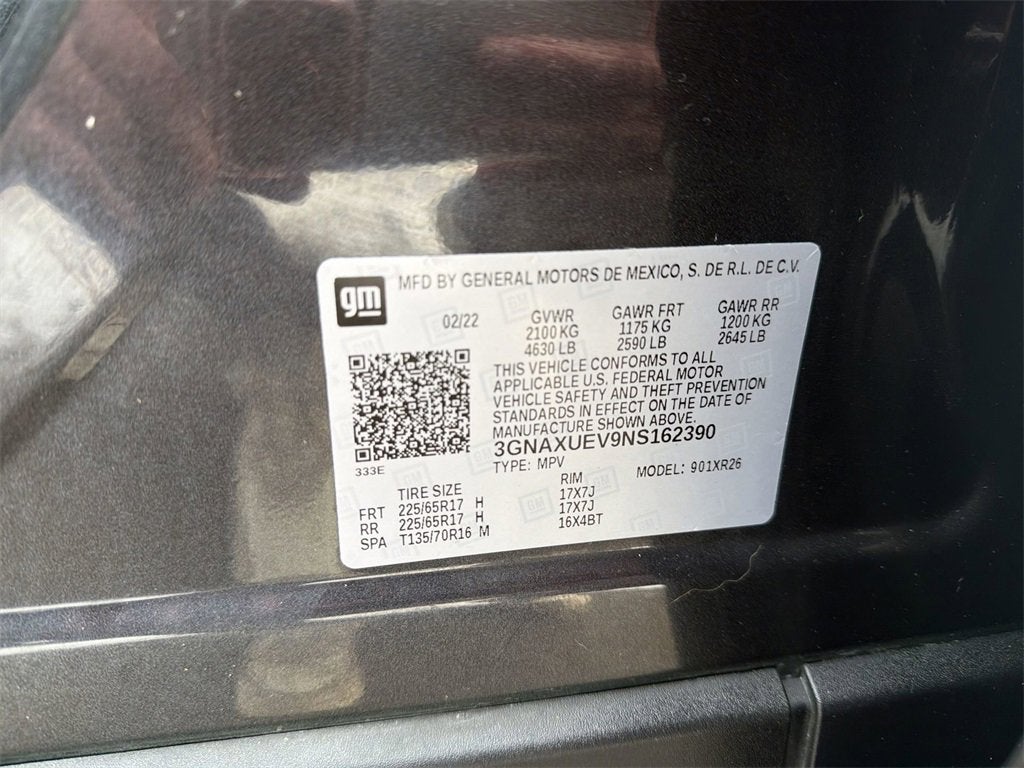 gm MFD BY GENERAL MOTORS DE MEXICO, S. DE R.L. DE C.V.
02/22 GVWR GAWR FRT GAWR RR
2100 KG 1175 KG 1200 KG
4630 LB 2590 LB 2645 LB
THIS VEHICLE CONFORMS TO ALL
APPLICABLE U.S. FEDERAL MOTOR
VEHICLE SAFETY AND THEFT PREVENTION
STANDARDS IN EFFECT ON THE DATE OF
MANUFACTURE SHOWN ABOVE.
3GNAXUEV9NS162390
333E TYPE: MPV MODEL: 901XR26
TIRE SIZE RIM
FRT 225/65R17 H 17X7J
RR 225/65R17 H 17X7J
SPA T135/70R16 M 16X4BT